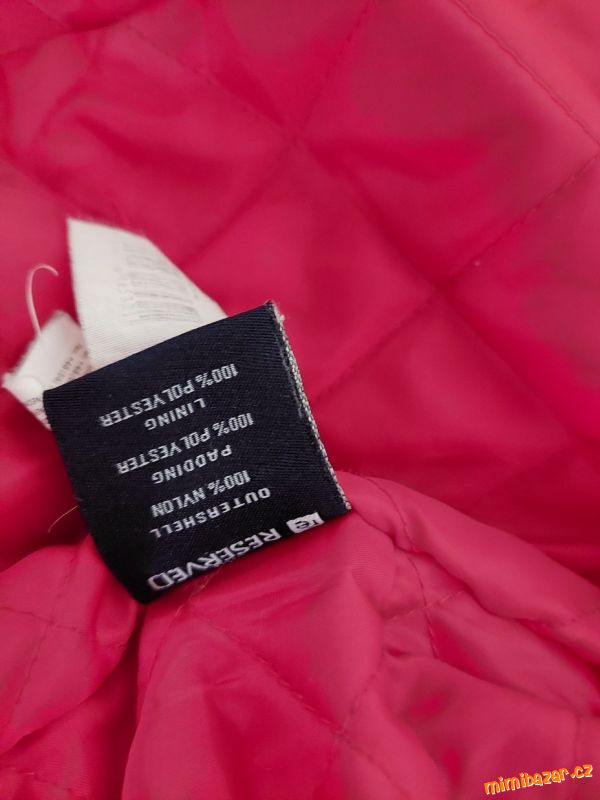 RESERVED
OUTERSHELL
100% NYLON
PADDING
100% POLYESTER
LINING
100% POLYESTER
mimibazar.cz